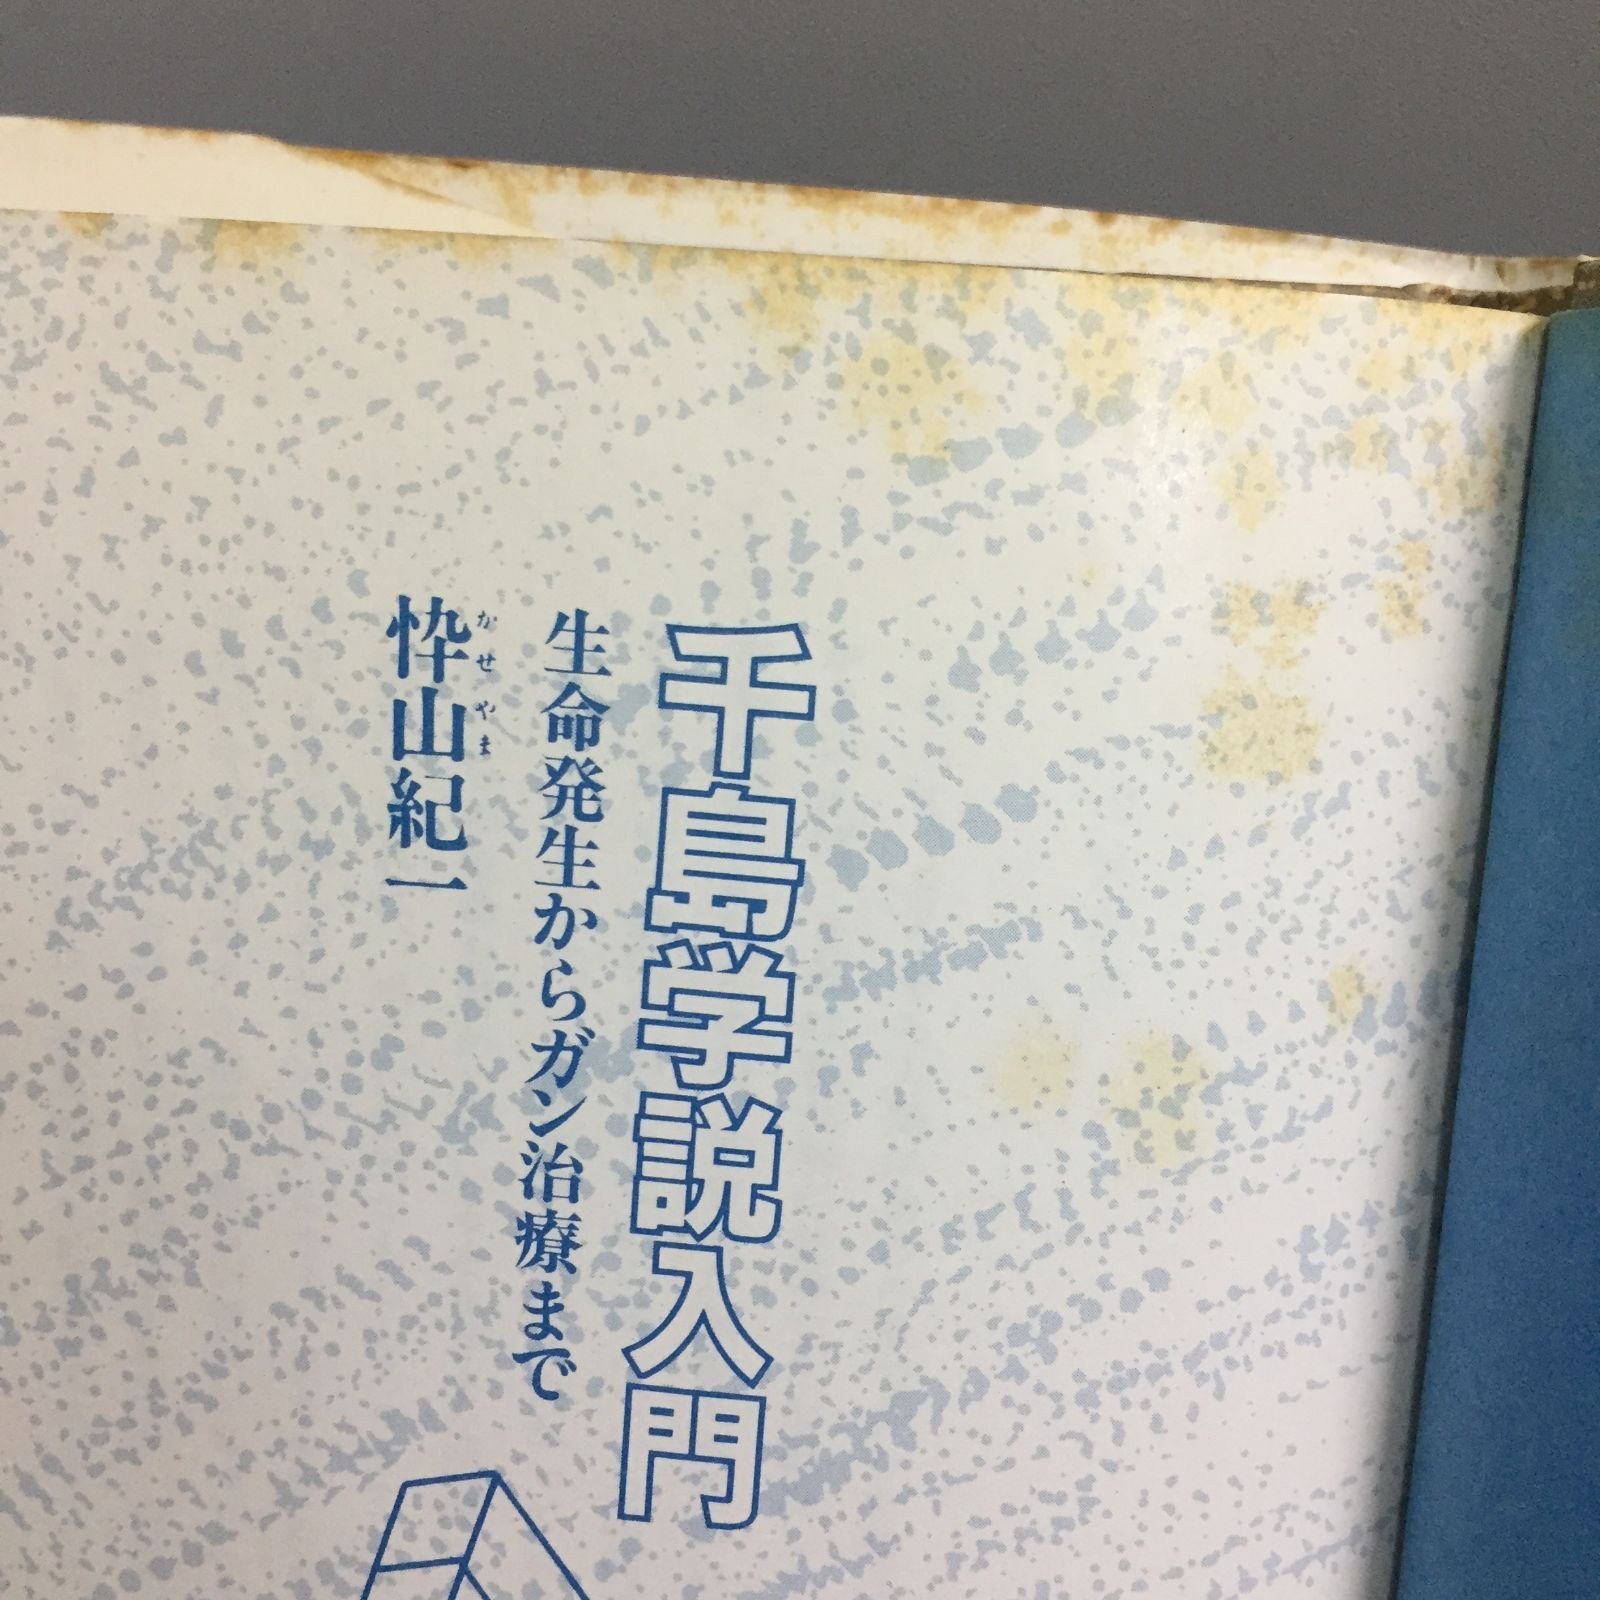 千島学説入門
生命発生からガン治療まで
忰山紀一
かせやま